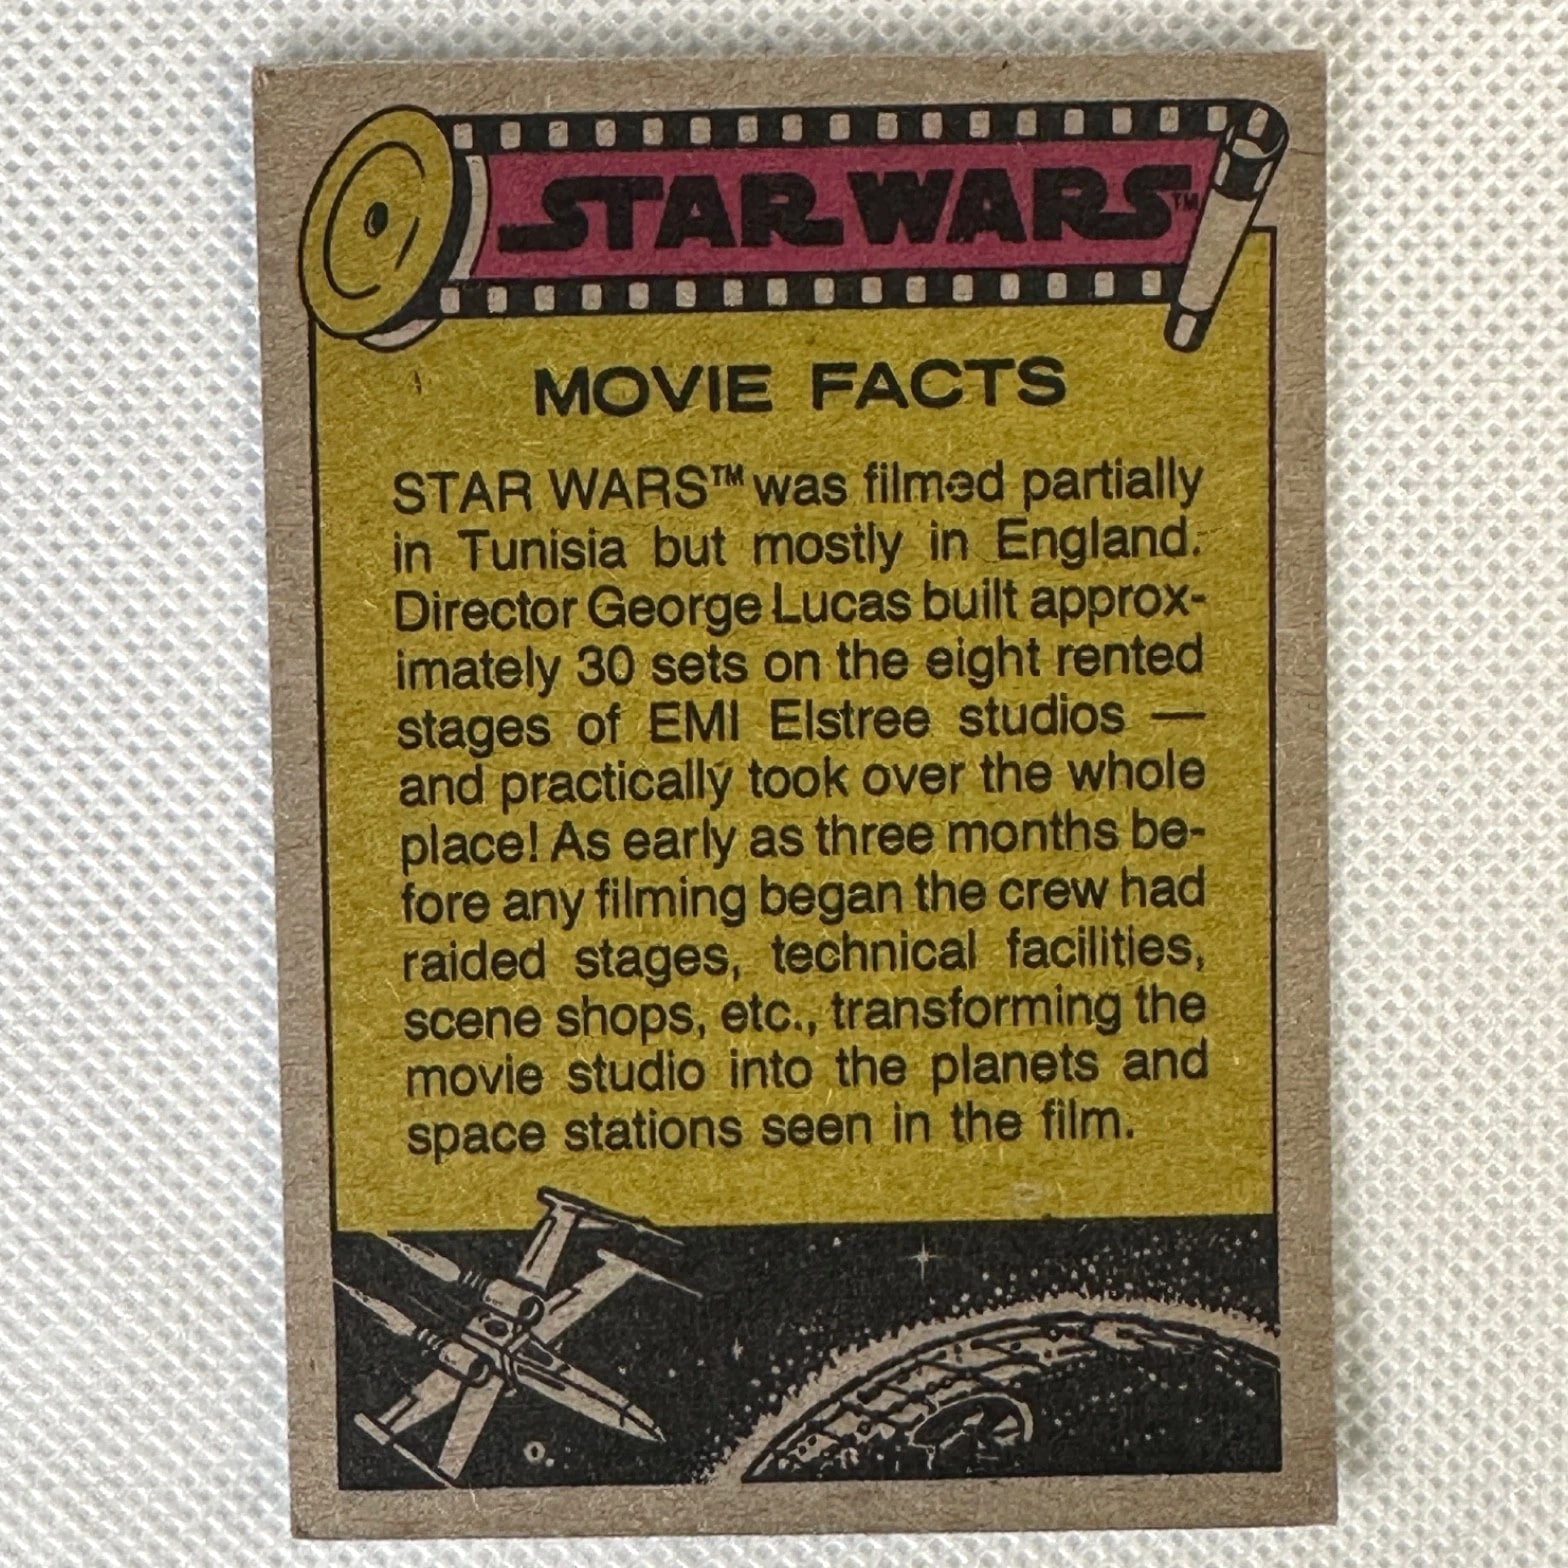 STAR WARS™
MOVIE FACTS
STAR WARS™ was filmed partially
in Tunisia but mostly in England.
Director George Lucas built approx-
imately 30 sets on the eight rented
stages of EMI Elstree studios —
and practically took over the whole
place! As early as three months be-
fore any filming began the crew had
raided stages, technical facilities,
scene shops, etc., transforming the
movie studio into the planets and
space stations seen in the film.